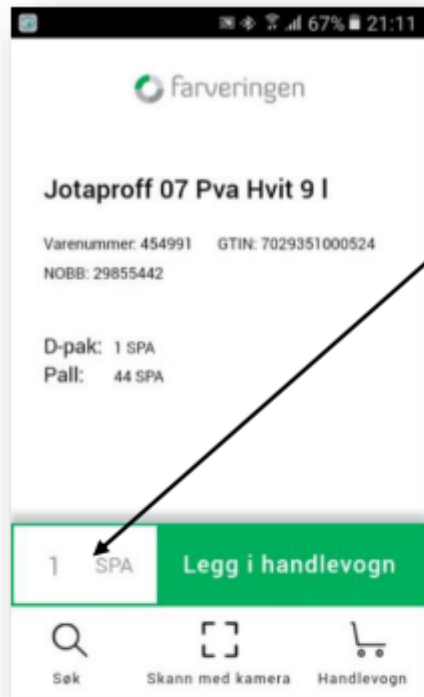 67% 21:11
farveringen
Jotaproff 07 Pva Hvit 9 l
Varenummer: 454991 GTIN: 7029351000524
NOBB: 29855442
D-pak: 1 SPA
Pall: 44 SPA
1 SPA Legg i handlevogn
Søk Skann med kamera Handlevogn